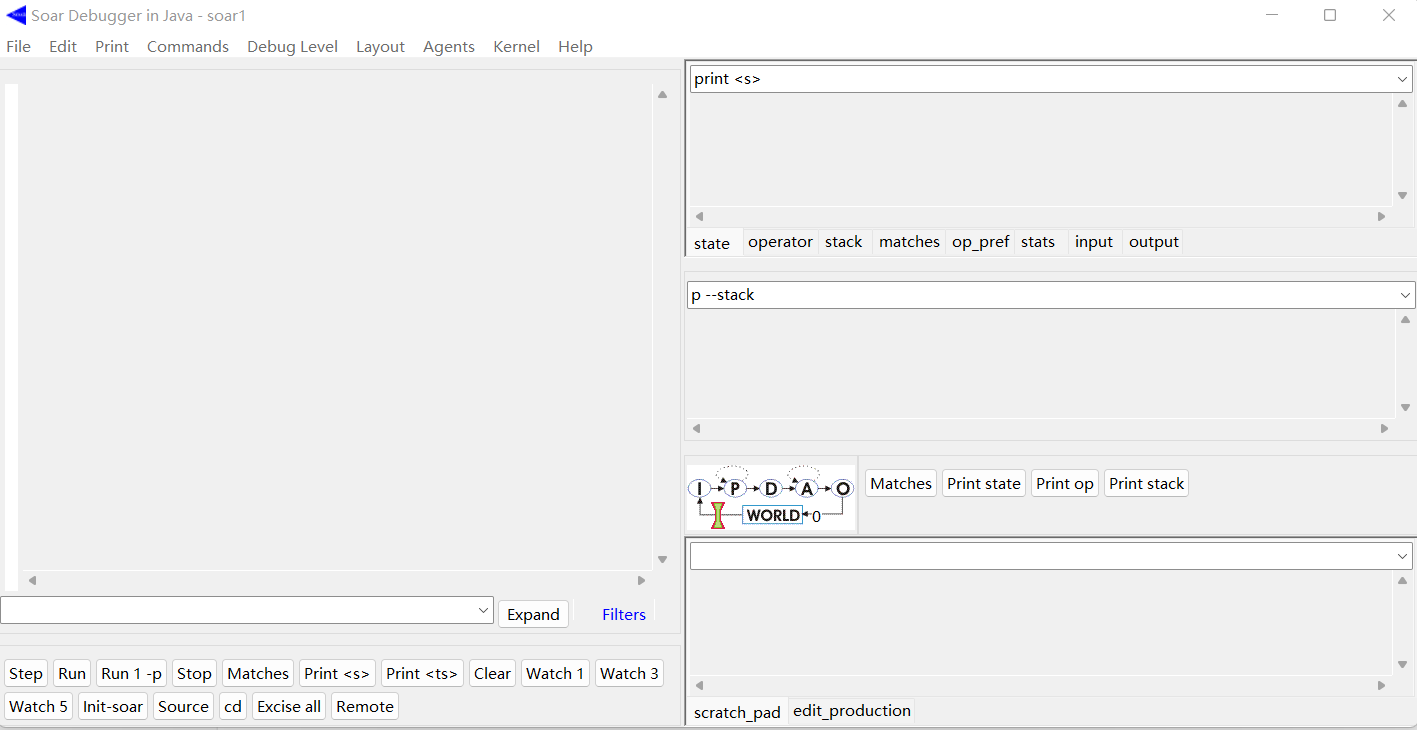 Soar Debugger in Java - soar1
File Edit Print Commands Debug Level Layout Agents Kernel Help
print <s>
state operator stack matches op_pref stats input output
p --stack
I P D A O
WORLD 0
Matches Print state Print op Print stack
Expand Filters
Step Run Run 1 -p Stop Matches Print <s> Print <ts> Clear Watch 1 Watch 3
Watch 5 Init-soar Source cd Excise all Remote
scratch_pad edit_production